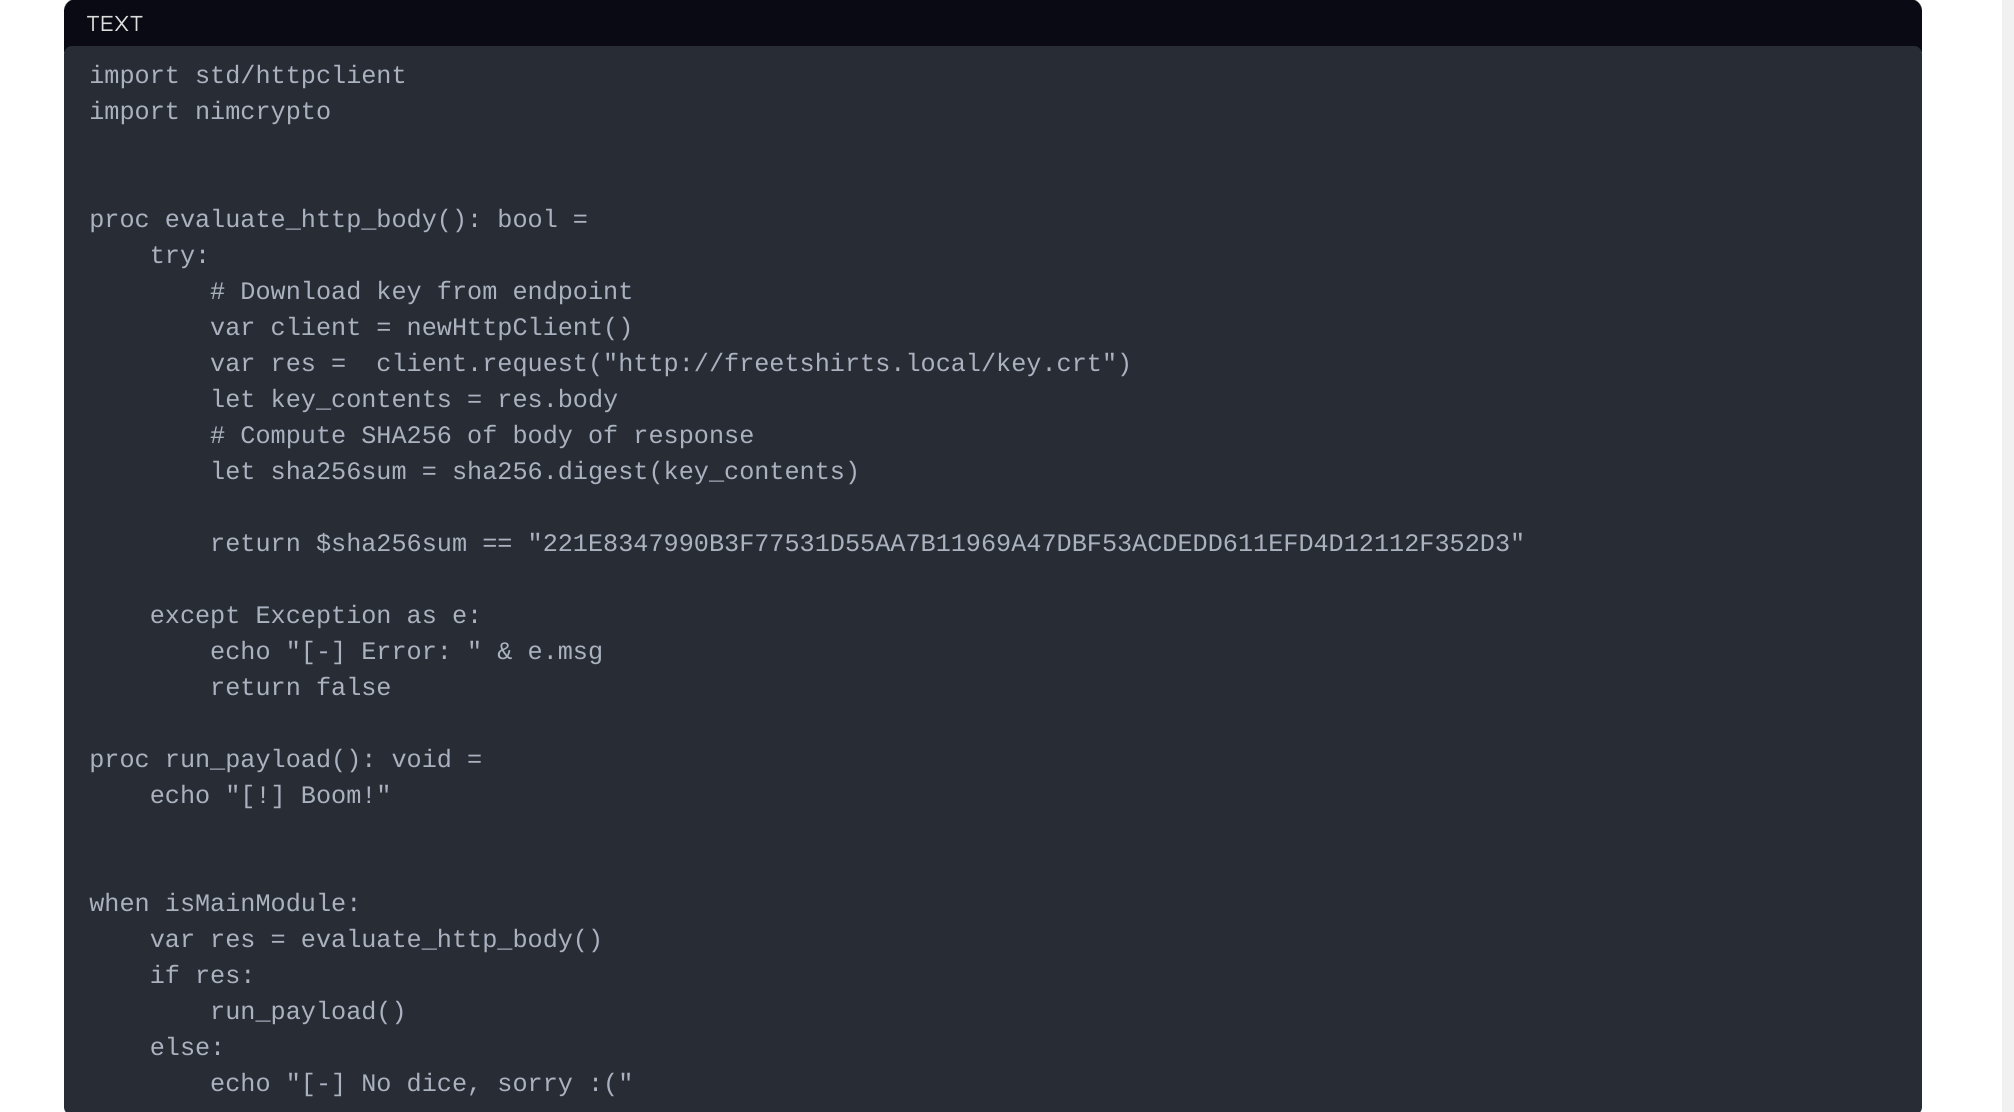 TEXT
import std/httpclient
import nimcrypto
proc evaluate_http_body(): bool =
    try:
        # Download key from endpoint
        var client = newHttpClient()
        var res =  client.request("http://freetshirts.local/key.crt")
        let key_contents = res.body
        # Compute SHA256 of body of response
        let sha256sum = sha256.digest(key_contents)
        return $sha256sum == "221E8347990B3F77531D55AA7B11969A47DBF53ACDEDD611EFD4D12112F352D3"
    except Exception as e:
        echo "[-] Error: " & e.msg
        return false
proc run_payload(): void =
    echo "[!] Boom!"
when isMainModule:
    var res = evaluate_http_body()
    if res:
        run_payload()
    else:
        echo "[-] No dice, sorry :("